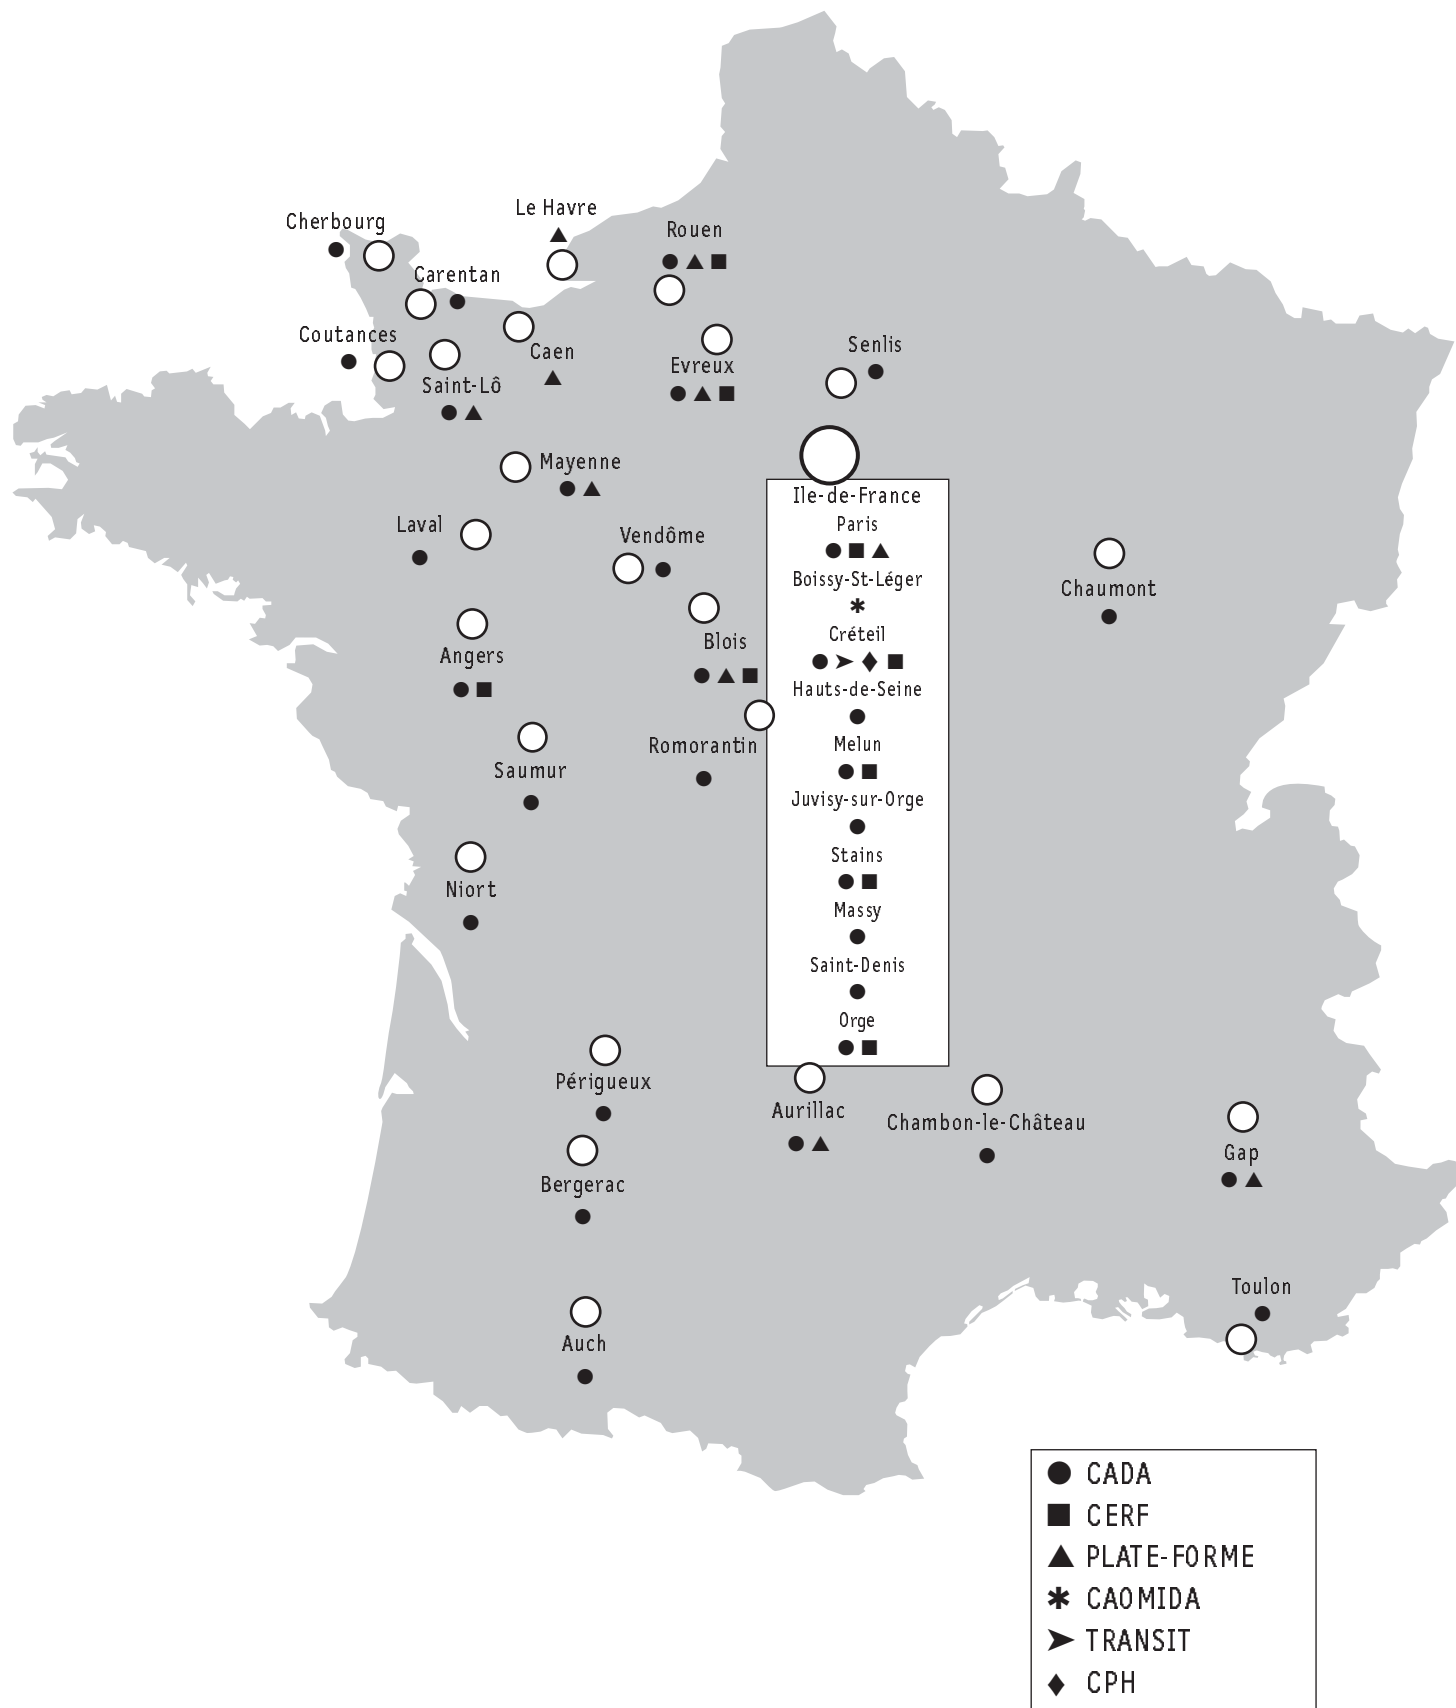 Le Havre
Cherbourg
Rouen
Carentan
Coutances
Caen
Senlis
Evreux
Saint-Lô
Mayenne
Ile-de-France
Paris
Laval
Vendôme
Boissy-St-Léger
Chaumont
Créteil
Blois
Angers
Hauts-de-Seine
Romorantin
Melun
Saumur
Juvisy-sur-Orge
Stains
Niort
Massy
Saint-Denis
Orge
Périgueux
Aurillac
Chambon-le-Château
Gap
Bergerac
Toulon
Auch
CADA
CERF
PLATE-FORME
CAOMIDA
TRANSIT
CPH